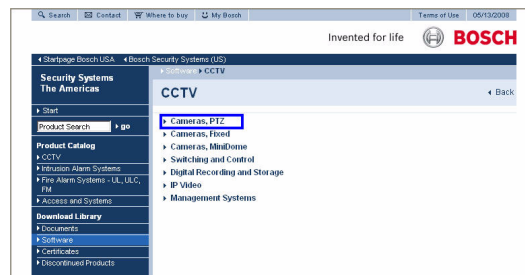 Search Contact Where to buy My Bosch Terms of Use 05/13/2008
Invented for life BOSCH
Startpage Bosch USA Bosch Security Systems (US)
Security Systems
The Americas
Software CCTV
CCTV
Back
Start
Product Search go
Product Catalog
CCTV
Intrusion Alarm Systems
Fire Alarm Systems - UL, ULC,
FM
Access and Systems
Download Library
Documents
Software
Certificates
Discontinued Products
Cameras, PTZ
Cameras, Fixed
Cameras, MiniDome
Switching and Control
Digital Recording and Storage
IP Video
Management Systems